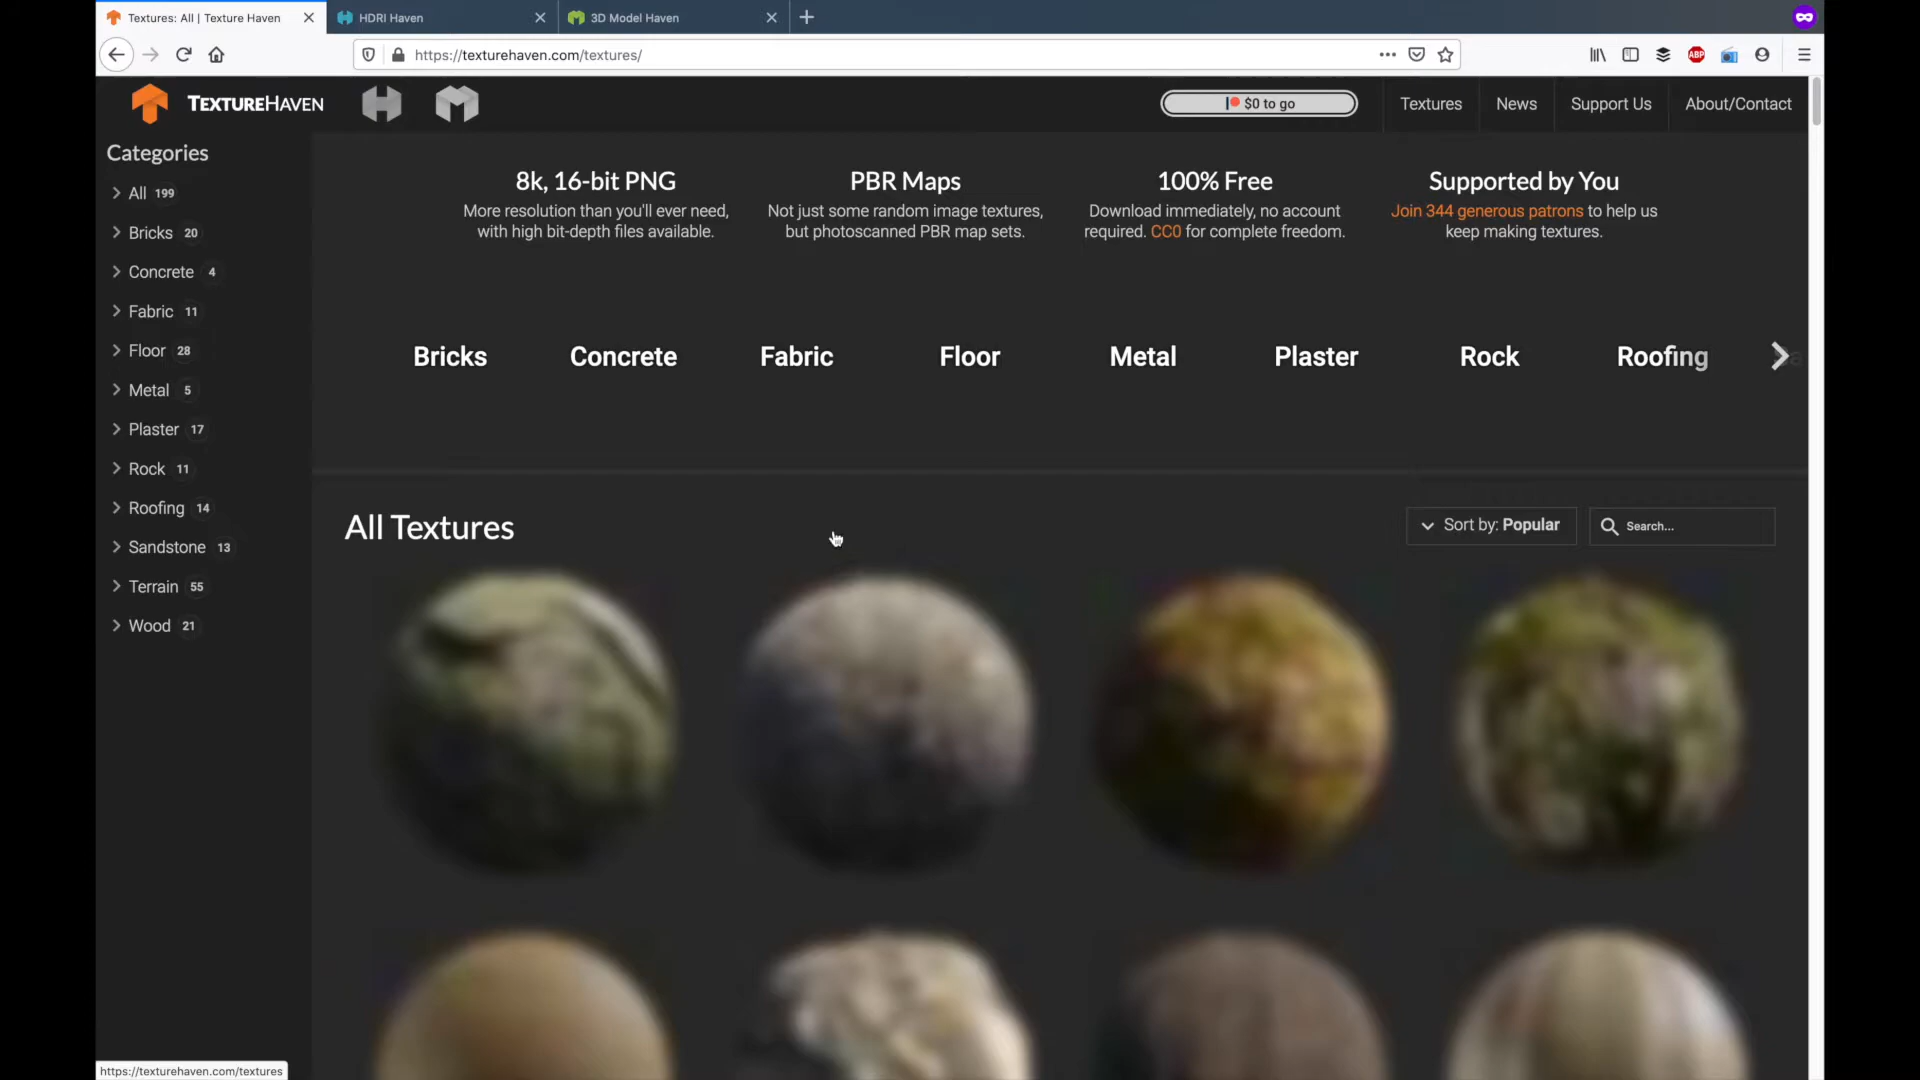 Textures: All | Texture Haven
HDRI Haven
3D Model Haven
https://texturehaven.com/textures/
ABP
TEXTUREHAVEN
$0 to go
Textures
News
Support Us
About/Contact
Categories
All 199
Bricks 20
Concrete 4
Fabric 11
Floor 28
Metal 5
Plaster 17
Rock 11
Roofing 14
Sandstone 13
Terrain 55
Wood 21
8k, 16-bit PNG
More resolution than you'll ever need,
with high bit-depth files available.
PBR Maps
Not just some random image textures,
but photoscanned PBR map sets.
100% Free
Download immediately, no account
required. CC0 for complete freedom.
Supported by You
Join 344 generous patrons to help us
keep making textures.
Bricks
Concrete
Fabric
Floor
Metal
Plaster
Rock
Roofing
All Textures
Sort by: Popular
Search...
https://texturehaven.com/textures